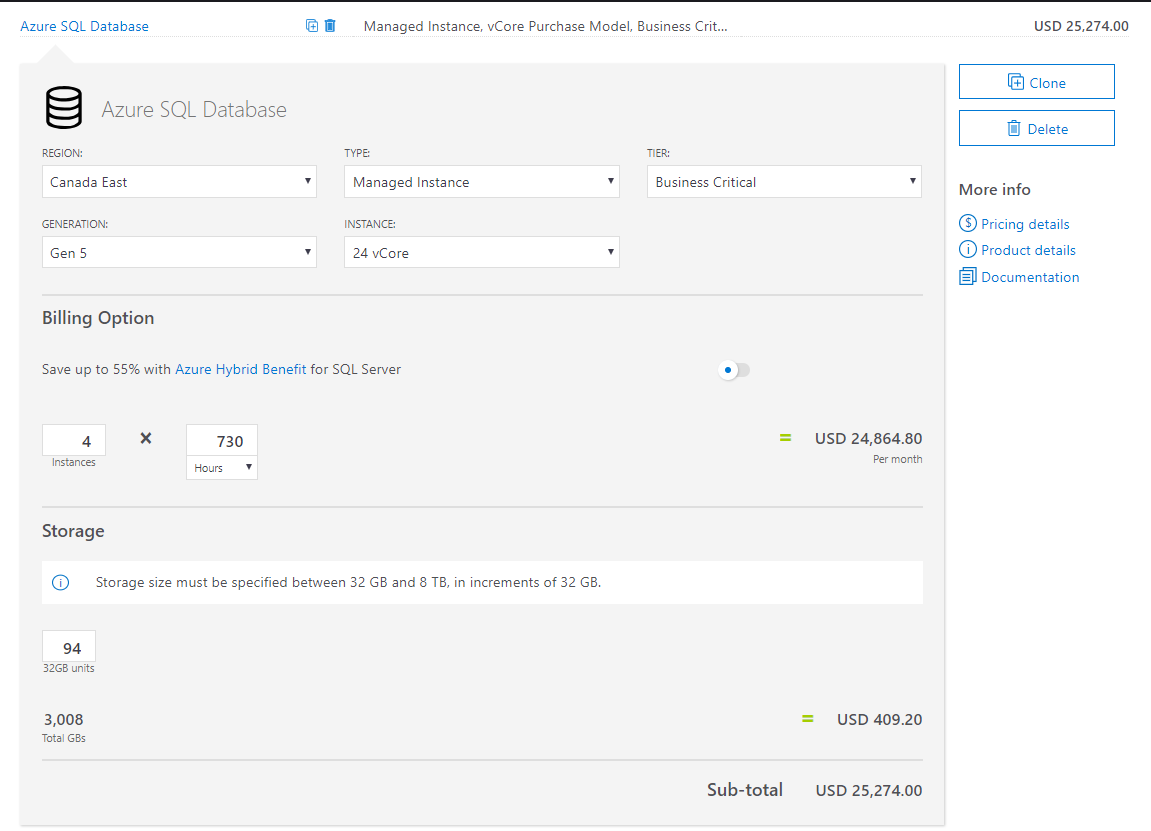 Azure SQL Database Managed Instance, vCore Purchase Model, Business Crit... USD 25,274.00
Clone
Azure SQL Database
Delete
REGION: TYPE: TIER:
Canada East Managed Instance Business Critical
More info
GENERATION: INSTANCE:
Pricing details
Gen 5 24 vCore
Product details
Documentation
Billing Option
Save up to 55% with Azure Hybrid Benefit for SQL Server
4 × 730 = USD 24,864.80
Instances Hours Per month
Storage
Storage size must be specified between 32 GB and 8 TB, in increments of 32 GB.
94
32GB units
3,008 = USD 409.20
Total GBs
Sub-total USD 25,274.00